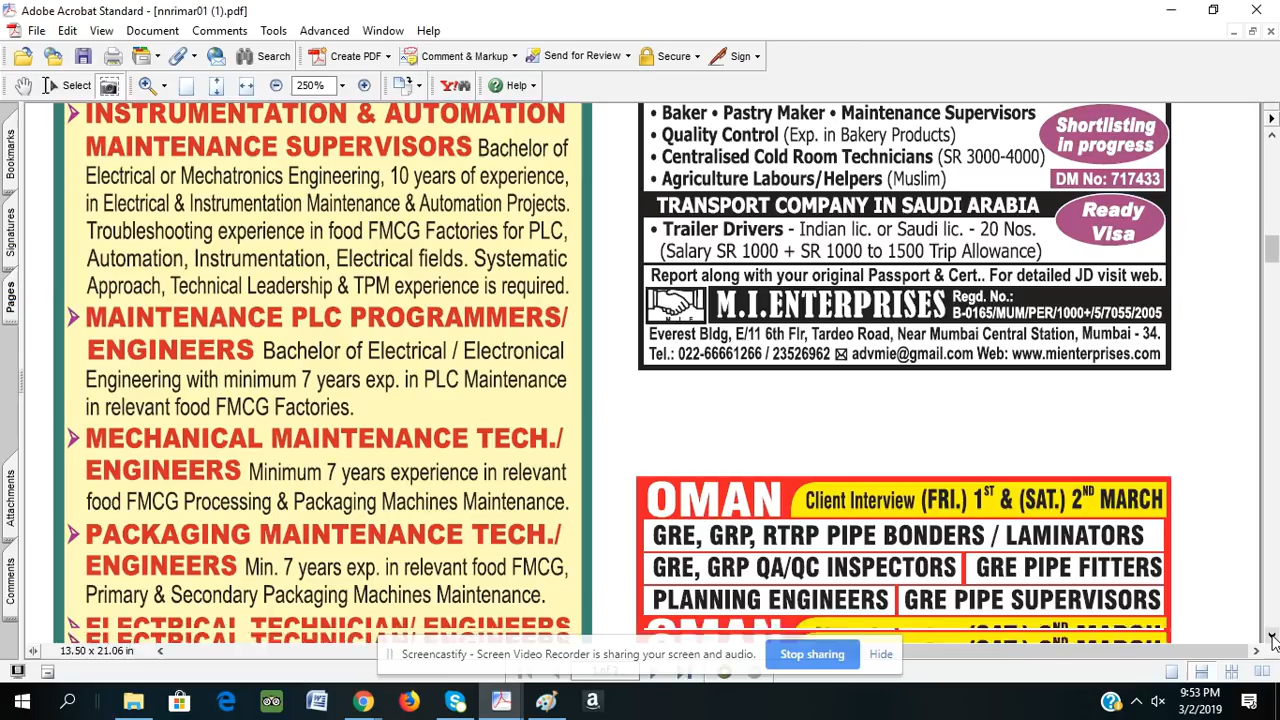 Adobe Acrobat Standard - [nnrimar01 (1).pdf]
File Edit View Document Comments Tools Advanced Window Help
Search Create PDF Comment & Markup Send for Review Secure Sign
Select 250% Y! Help
Bookmarks
Signatures
Pages
Attachments
Comments
INSTRUMENTATION & AUTOMATION
MAINTENANCE SUPERVISORS Bachelor of
Electrical or Mechatronics Engineering, 10 years of experience,
in Electrical & Instrumentation Maintenance & Automation Projects.
Troubleshooting experience in food FMCG Factories for PLC,
Automation, Instrumentation, Electrical fields. Systematic
Approach, Technical Leadership & TPM experience is required.
MAINTENANCE PLC PROGRAMMERS/
ENGINEERS Bachelor of Electrical / Electronical
Engineering with minimum 7 years exp. in PLC Maintenance
in relevant food FMCG Factories.
MECHANICAL MAINTENANCE TECH./
ENGINEERS Minimum 7 years experience in relevant
food FMCG Processing & Packaging Machines Maintenance.
PACKAGING MAINTENANCE TECH./
ENGINEERS Min. 7 years exp. in relevant food FMCG,
Primary & Secondary Packaging Machines Maintenance.
ELECTRICAL TECHNICIAN/ ENGINEERS
• Baker • Pastry Maker • Maintenance Supervisors
• Quality Control (Exp. in Bakery Products)
• Centralised Cold Room Technicians (SR 3000-4000)
• Agriculture Labours/Helpers (Muslim)
Shortlisting
in progress
DM No: 717433
TRANSPORT COMPANY IN SAUDI ARABIA
• Trailer Drivers - Indian lic. or Saudi lic. - 20 Nos.
(Salary SR 1000 + SR 1000 to 1500 Trip Allowance)
Ready
Visa
Report along with your original Passport & Cert.. For detailed JD visit web.
M.I.ENTERPRISES Regd. No.:
B-0165/MUM/PER/1000+/5/7055/2005
Everest Bldg, E/11 6th Flr, Tardeo Road, Near Mumbai Central Station, Mumbai - 34.
Tel.: 022-66661266 / 23526962 advmie@gmail.com Web: www.mienterprises.com
OMAN Client Interview (FRI.) 1ST & (SAT.) 2ND MARCH
GRE, GRP, RTRP PIPE BONDERS / LAMINATORS
GRE, GRP QA/QC INSPECTORS GRE PIPE FITTERS
PLANNING ENGINEERS GRE PIPE SUPERVISORS
13.50 x 21.06 in
Screencastify - Screen Video Recorder is sharing your screen and audio. Stop sharing Hide
9:53 PM
3/2/2019